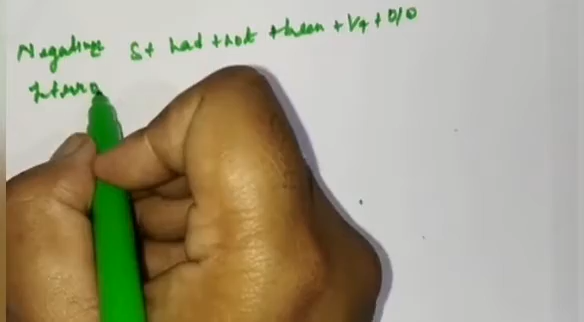 Negative S+ had + not + been + V4 + O/O
Interro